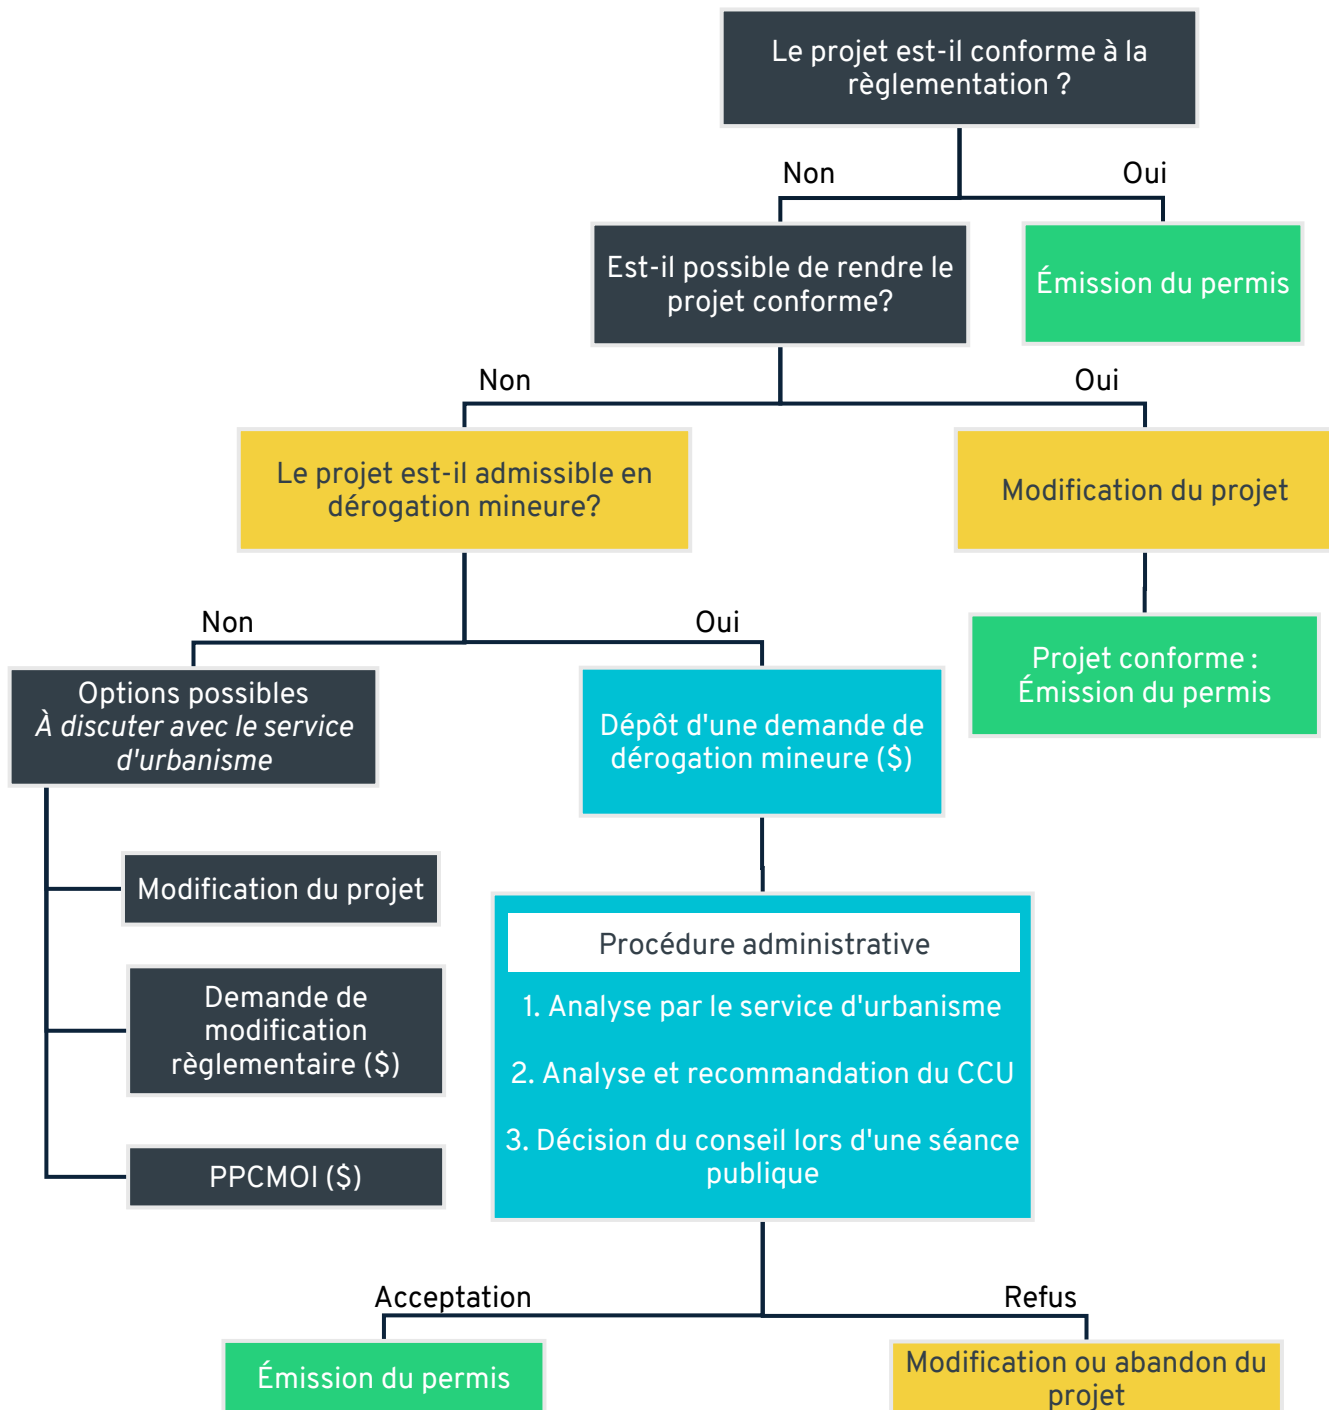 Le projet est-il conforme à la
règlementation ?
Non
Oui
Est-il possible de rendre le
projet conforme?
Émission du permis
Non
Oui
Le projet est-il admissible en
dérogation mineure?
Modification du projet
Non
Oui
Projet conforme :
Émission du permis
Options possibles
À discuter avec le service
d'urbanisme
Dépôt d'une demande de
dérogation mineure ($)
Modification du projet
Demande de
modification
règlementaire ($)
PPCMOI ($)
Procédure administrative
1. Analyse par le service d'urbanisme
2. Analyse et recommandation du CCU
3. Décision du conseil lors d'une séance
publique
Acceptation
Refus
Émission du permis
Modification ou abandon du
projet